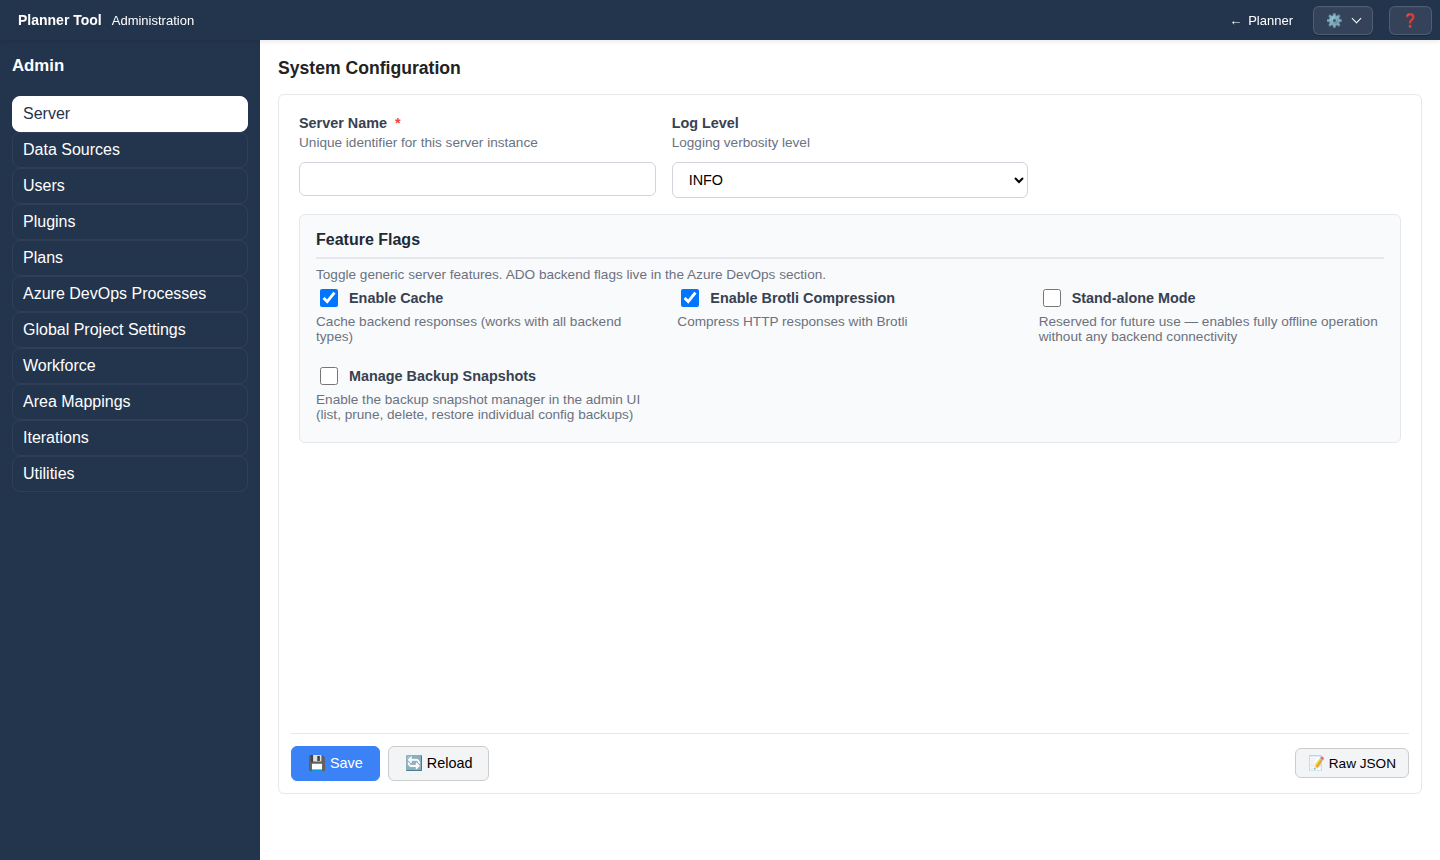 Planner Tool Administration
← Planner
Admin
Server
Data Sources
Users
Plugins
Plans
Azure DevOps Processes
Global Project Settings
Workforce
Area Mappings
Iterations
Utilities
System Configuration
Server Name *
Unique identifier for this server instance
Log Level
Logging verbosity level
INFO
Feature Flags
Toggle generic server features. ADO backend flags live in the Azure DevOps section.
Enable Cache
Cache backend responses (works with all backend
types)
Enable Brotli Compression
Compress HTTP responses with Brotli
Stand-alone Mode
Reserved for future use — enables fully offline operation
without any backend connectivity
Manage Backup Snapshots
Enable the backup snapshot manager in the admin UI
(list, prune, delete, restore individual config backups)
💾 Save
🔄 Reload
📝 Raw JSON